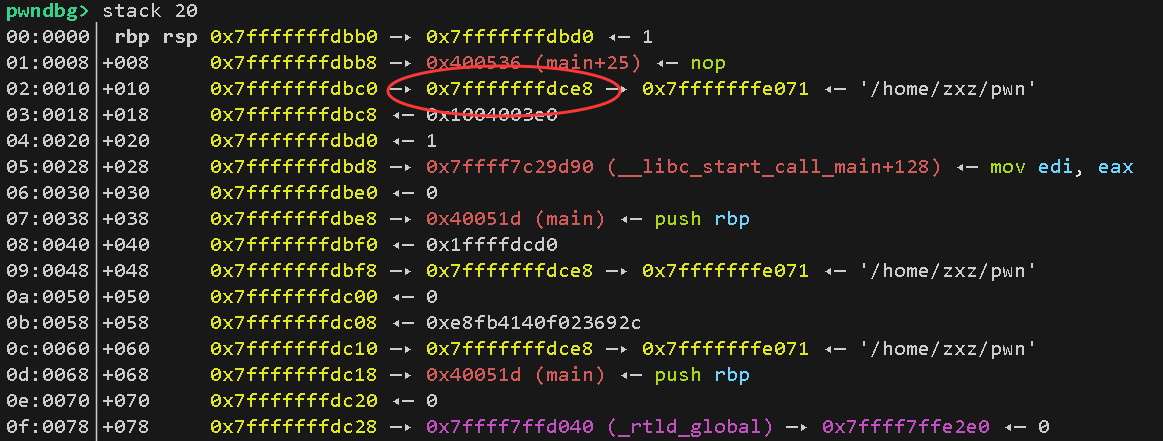 pwndbg> stack 20
00:0000│ rbp rsp 0x7fffffffdbb0 —▸ 0x7fffffffdbd0 ◂— 1
01:0008│+008 0x7fffffffdbb8 —▸ 0x400536 (main+25) ◂— nop
02:0010│+010 0x7fffffffdbc0 —▸ 0x7fffffffdce8 —▸ 0x7fffffffe071 ◂— '/home/zxz/pwn'
03:0018│+018 0x7fffffffdbc8 ◂— 0x1004003e0
04:0020│+020 0x7fffffffdbd0 ◂— 1
05:0028│+028 0x7fffffffdbd8 —▸ 0x7ffff7c29d90 (__libc_start_call_main+128) ◂— mov edi, eax
06:0030│+030 0x7fffffffdbe0 ◂— 0
07:0038│+038 0x7fffffffdbe8 —▸ 0x40051d (main) ◂— push rbp
08:0040│+040 0x7fffffffdbf0 ◂— 0x1ffffdcd0
09:0048│+048 0x7fffffffdbf8 —▸ 0x7fffffffdce8 —▸ 0x7fffffffe071 ◂— '/home/zxz/pwn'
0a:0050│+050 0x7fffffffdc00 ◂— 0
0b:0058│+058 0x7fffffffdc08 ◂— 0xe8fb4140f023692c
0c:0060│+060 0x7fffffffdc10 —▸ 0x7fffffffdce8 —▸ 0x7fffffffe071 ◂— '/home/zxz/pwn'
0d:0068│+068 0x7fffffffdc18 —▸ 0x40051d (main) ◂— push rbp
0e:0070│+070 0x7fffffffdc20 ◂— 0
0f:0078│+078 0x7fffffffdc28 —▸ 0x7ffff7ffd040 (_rtld_global) —▸ 0x7ffff7ffe2e0 ◂— 0